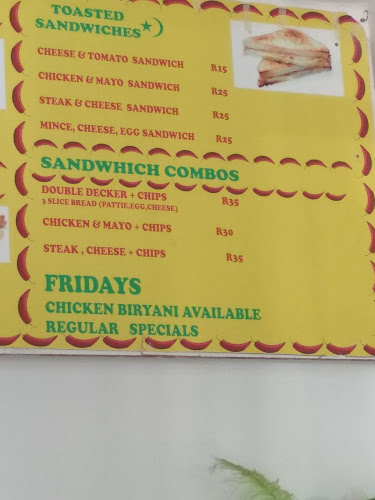 TOASTED
SANDWICHES
CHEESE & TOMATO SANDWICH R15
CHICKEN & MAYO SANDWICH R25
STEAK & CHEESE SANDWICH R25
MINCE, CHEESE, EGG SANDWICH R25
SANDWHICH COMBOS
DOUBLE DECKER + CHIPS R35
3 SLICE BREAD (PATTIE,EGG,CHEESE)
CHICKEN & MAYO + CHIPS R30
STEAK , CHEESE + CHIPS R35
FRIDAYS
CHICKEN BIRYANI AVAILABLE
REGULAR SPECIALS